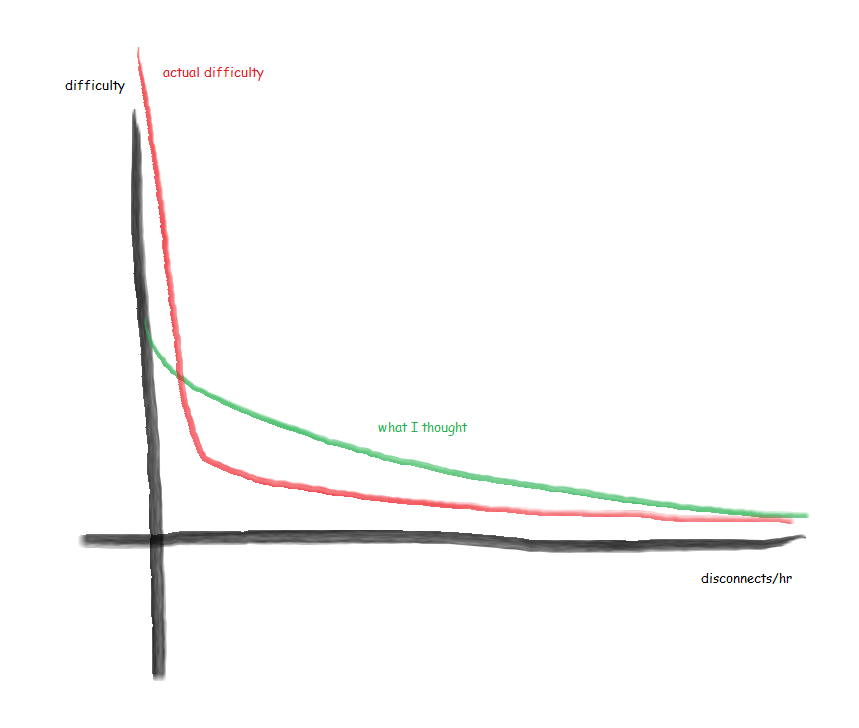 actual difficulty
difficulty
what I thought
disconnects/hr